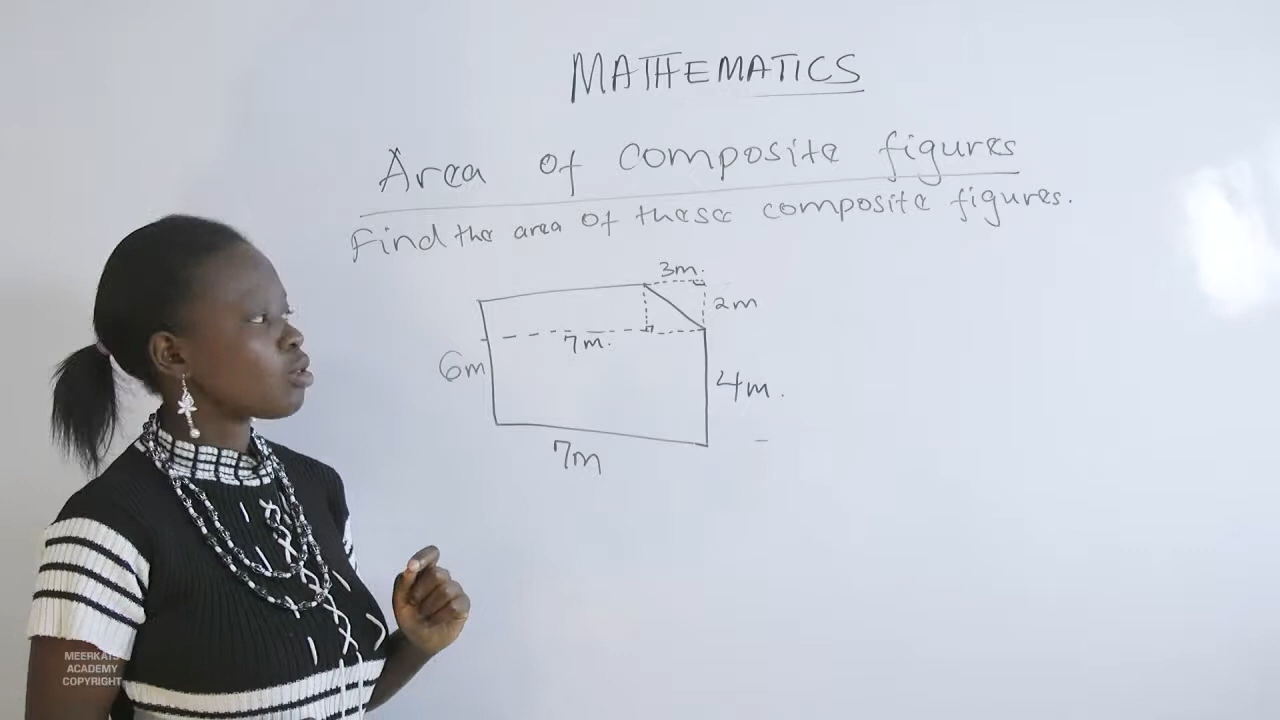 MATHEMATICS
Area of composite figures
Find the area of these composite figures.
3m.
2m
7m.
6m
4m.
7m
MEERKATS
ACADEMY
COPYRIGHT